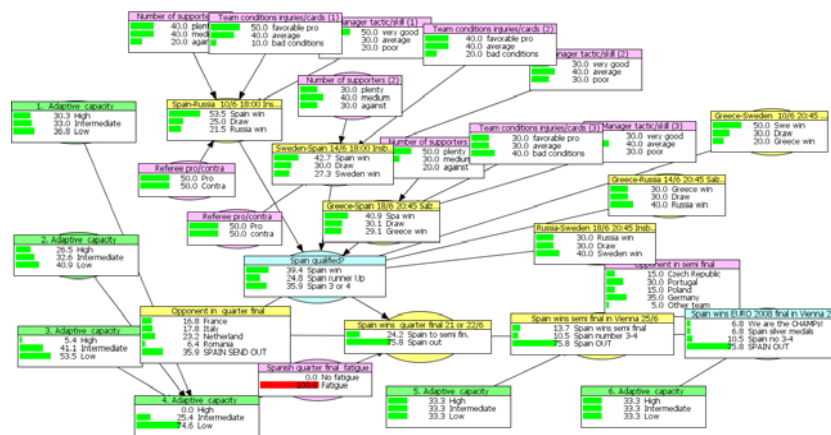 Number of supporters
40.0 plenty
40.0 med
20.0 against
Team conditions injuries/cards (1)
50.0 favorable pro
40.0 average
10.0 bad conditions
Manager tactic/skill (1)
50.0 very good
30.0 average
20.0 poor
Team conditions injuries/cards (2)
40.0 favorable pro
40.0 average
20.0 bad conditions
anager tactic/skill (2)
30.0 very good
40.0 average
30.0 poor
Number of supporters (2)
30.0 plenty
40.0 medium
30.0 against
1. Adaptive capacity
30.3 High
33.0 Intermediate
36.8 Low
Spain-Russia 10/6 18:00 Ins...
53.5 Spain win
25.0 Draw
21.5 Russia win
Referee pro/contra
50.0 Pro
50.0 Contra
Sweden-Spain 14/6 18:00 Insb...
42.7 Spain win
30.0 Draw
27.3 Sweden win
Number of supporters
40.0 plenty
30.0 medium
30.0 against
Team conditions injuries/cards (3)
30.0 favorable pro
30.0 average
40.0 bad conditions
Manager tactic/skill (3)
30.0 very good
40.0 average
30.0 poor
Greece-Sweden 10/6 20:45 ...
50.0 Swe win
30.0 Draw
20.0 Greece win
Greece-Russia 14/6 20:45 Salz...
30.0 Greece win
30.0 Draw
40.0 Russia win
Referee pro/contra
50.0 Pro
50.0 contra
Greece-Spain 18/6 20:45 Salz...
40.9 Spa win
30.1 Draw
29.1 Greece win
Russia-Sweden 18/6 20:45 Insb...
30.0 Russia win
30.0 Draw
40.0 Sweden win
2. Adaptive capacity
26.5 High
32.6 Intermediate
40.9 Low
Spain qualified?
39.4 Spain win
24.8 Spain runner Up
35.9 Spain 3 or 4
Opponent in semi final
15.0 Czech Republic
30.0 Portugal
15.0 Poland
35.0 Germany
5.0 Other team
3. Adaptive capacity
5.4 High
41.1 Intermediate
53.5 Low
Opponent in quarter final
16.8 France
17.8 Italy
23.2 Netherland
6.4 Romania
35.9 SPAIN SEND OUT
Spain wins quarter final 21 or 22/6
24.2 Spain to semi fin.
75.8 Spain out
Spain wins semi final in Vienna 25/6
13.7 Spain wins semi
10.5 Spain number 3-4
75.8 Spain OUT
Spain wins EURO 2008 final in Vienna 2
6.8 We are the CHAMPs!
6.8 Spain silver medals
10.5 Spain no 3-4
75.8 SPAIN OUT
Spanish quarter final fatigue
0.0 No fatigue
100.0 Fatigue
4. Adaptive capacity
0.0 High
25.4 Intermediate
74.6 Low
5. Adaptive capacity
33.3 High
33.3 Intermediate
33.3 Low
6. Adaptive capacity
33.3 High
33.3 Intermediate
33.3 Low